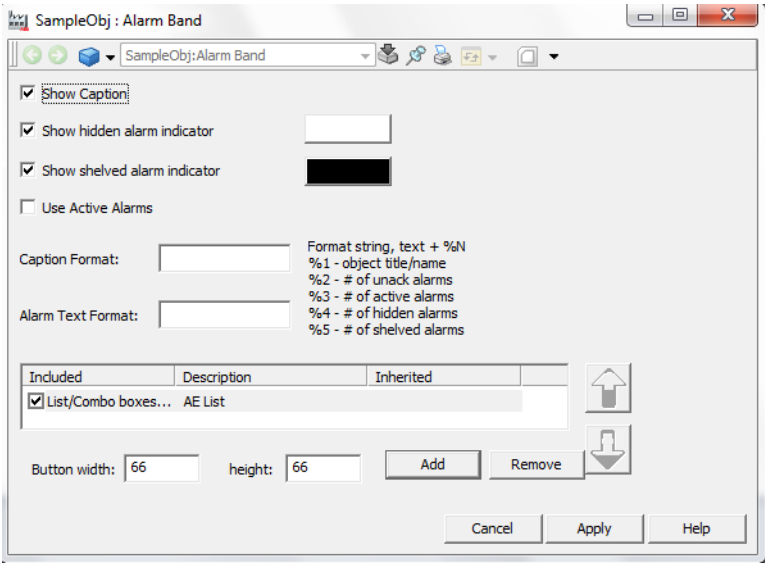 SampleObj : Alarm Band
SampleObj:Alarm Band
Show Caption
Show hidden alarm indicator
Show shelved alarm indicator
Use Active Alarms
Caption Format:
Format string, text + %N
%1 - object title/name
%2 - # of unack alarms
%3 - # of active alarms
%4 - # of hidden alarms
%5 - # of shelved alarms
Alarm Text Format:
Included Description Inherited
List/Combo boxes... AE List
Button width: 66 height: 66 Add Remove
Cancel Apply Help